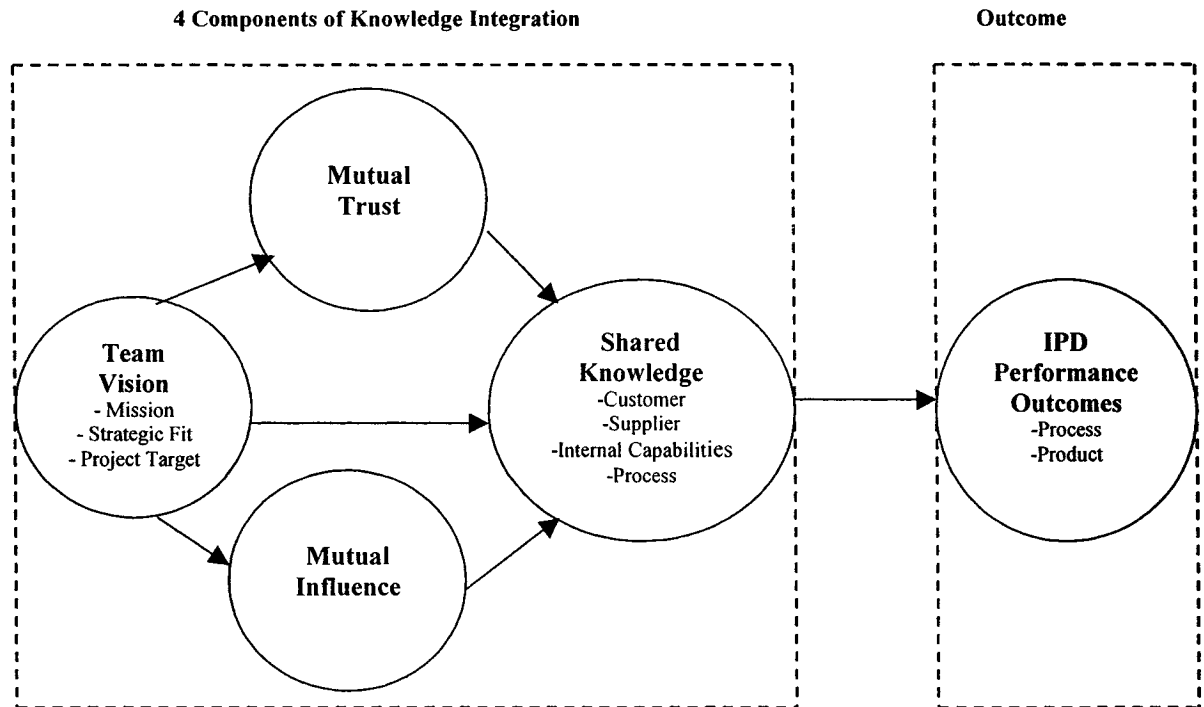 4 Components of Knowledge Integration
Outcome
Mutual
Trust
Team
Vision
- Mission
- Strategic Fit
- Project Target
Shared
Knowledge
-Customer
-Supplier
-Internal Capabilities
-Process
Mutual
Influence
IPD
Performance
Outcomes
-Process
-Product